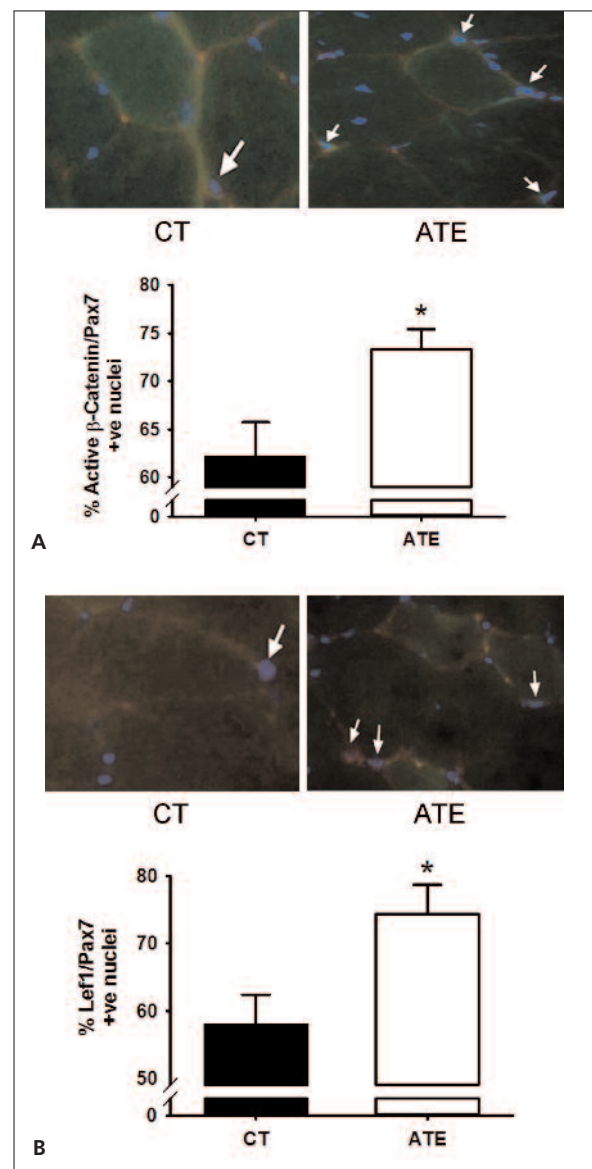 CT ATE
80
*
75
70
65
60
0
% Active β-Catenin/Pax7
+ve nuclei
CT ATE
A
CT ATE
80
*
70
60
50
0
% Lef1/Pax7
+ve nuclei
CT ATE
B